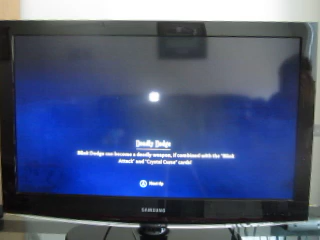 Deadly Dodge
Blink Dodge can become a deadly weapon, if combined with the "Blink
Attack" and "Crystal Curse" cards!
A Next tip
SAMSUNG